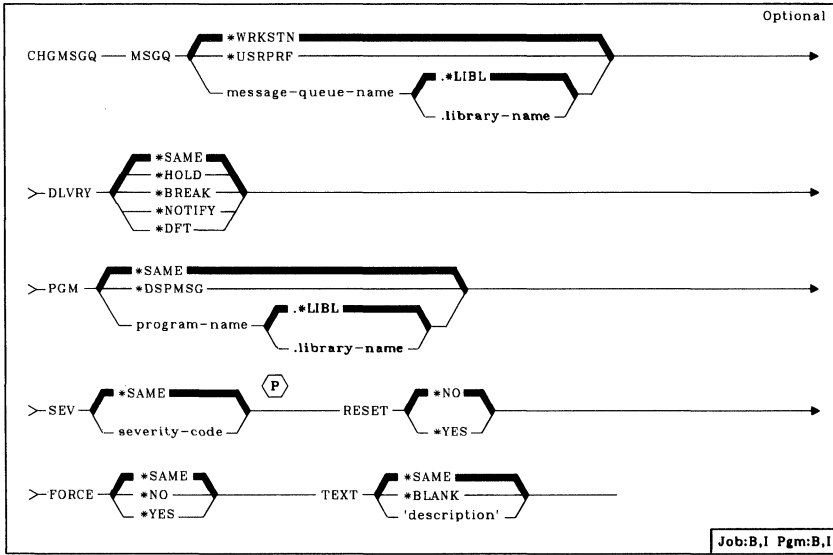 Optional
*WRKSTN
CHGMSGQ MSGQ *USRPRF
.*LIBL
message-queue-name
.library-name
*SAME
*HOLD
DLVRY *BREAK
*NOTIFY
*DFT
*SAME
PGM *DSPMSG
.*LIBL
program-name
.library-name
P
*SAME *NO
SEV RESET
severity-code *YES
*SAME *SAME
FORCE *NO TEXT *BLANK
*YES 'description'
Job:B,I Pgm:B,I